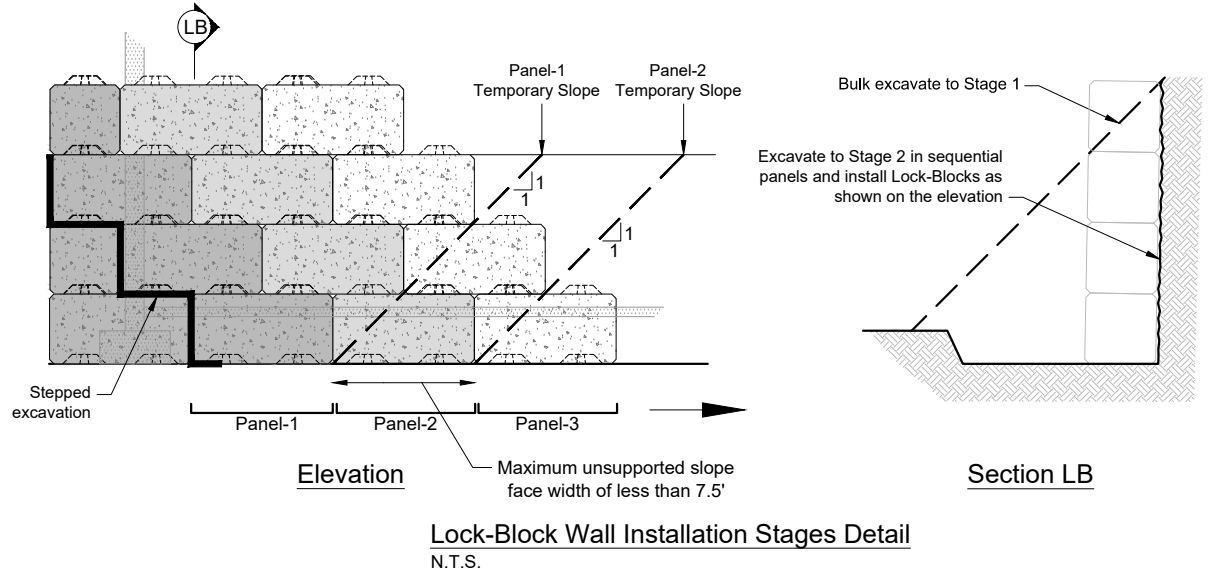 LB
Panel-1
Temporary Slope
Panel-2
Temporary Slope
1
1
1
1
Stepped
excavation
Panel-1
Panel-2
Panel-3
Maximum unsupported slope
face width of less than 7.5'
Elevation
Bulk excavate to Stage 1
Excavate to Stage 2 in sequential
panels and install Lock-Blocks as
shown on the elevation
Section LB
Lock-Block Wall Installation Stages Detail
N.T.S.